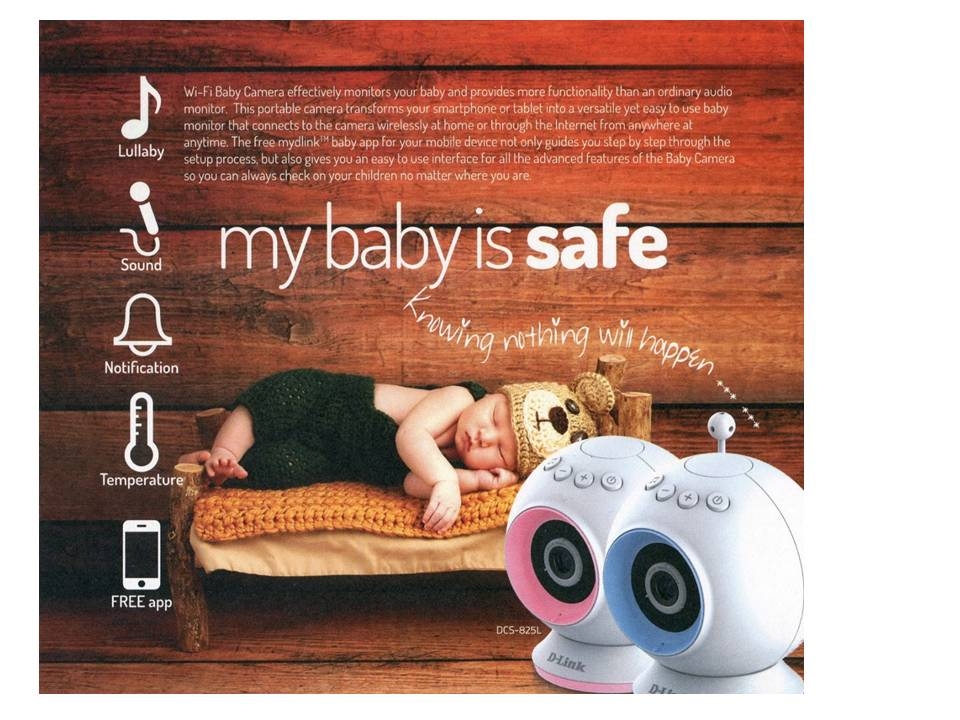 Wi-Fi Baby Camera effectively monitors your baby and provides more functionality than an ordinary audio
monitor. This portable camera transforms your smartphone or tablet into a versatile yet easy to use baby
monitor that connects to the camera wirelessly at home or through the Internet from anywhere at
anytime. The free mydlink™ baby app for your mobile device not only guides you step by step through the
setup process, but also gives you an easy to use interface for all the advanced features of the Baby Camera
so you can always check on your children no matter where you are.
Lullaby
my baby is safe
Sound
Knowing nothing will happen
Notification
Temperature
FREE app
DCS-825L
D-Link
D-Link